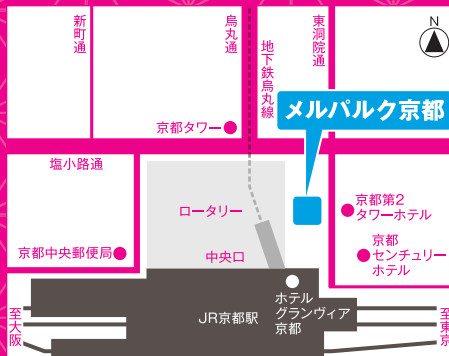 新町通
烏丸通
地下鉄烏丸線
東洞院通
N
メルパルク京都
京都タワー
塩小路通
ロータリー
京都第2
タワーホテル
京都中央郵便局
中央口
京都
センチュリー
ホテル
ホテル
グランヴィア
京都
JR京都駅
至大阪
至東京